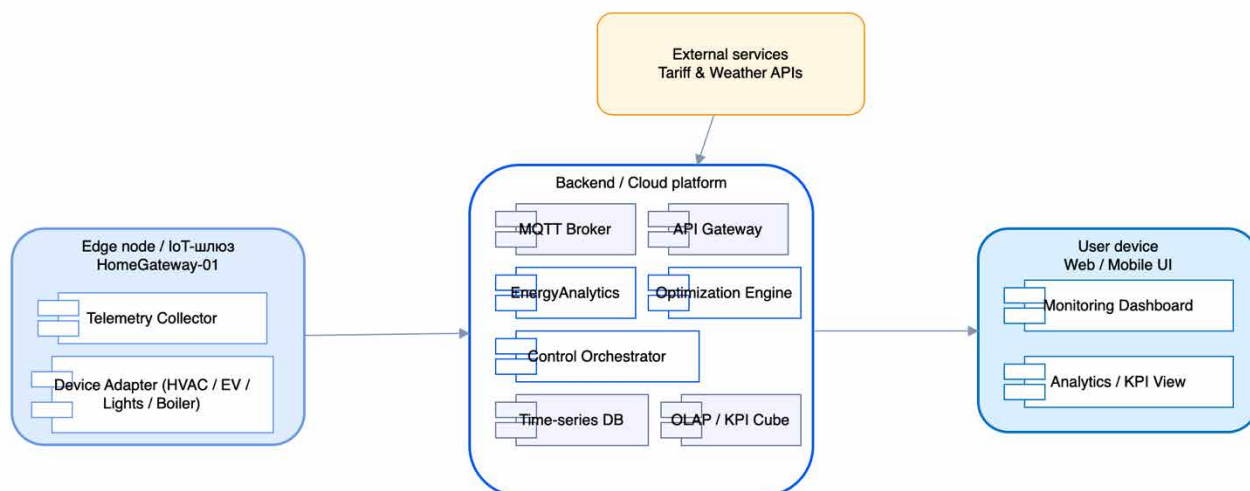 External services
Tariff & Weather APIs
Backend / Cloud platform
MQTT Broker
API Gateway
EnergyAnalytics
Optimization Engine
Control Orchestrator
Time-series DB
OLAP / KPI Cube
Edge node / IoT-шлюз
HomeGateway-01
Telemetry Collector
Device Adapter (HVAC / EV /
Lights / Boiler)
User device
Web / Mobile UI
Monitoring Dashboard
Analytics / KPI View